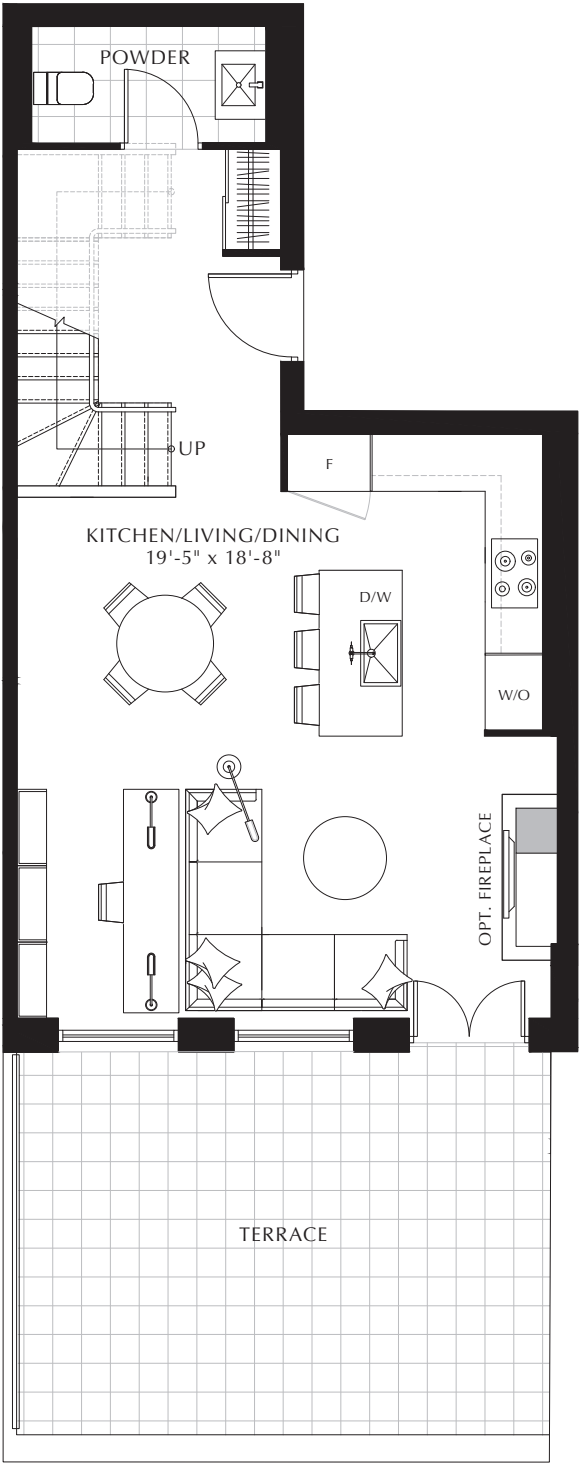 POWDER
UP
F
KITCHEN/LIVING/DINING
19'-5" x 18'-8"
D/W
W/O
OPT. FIREPLACE
TERRACE